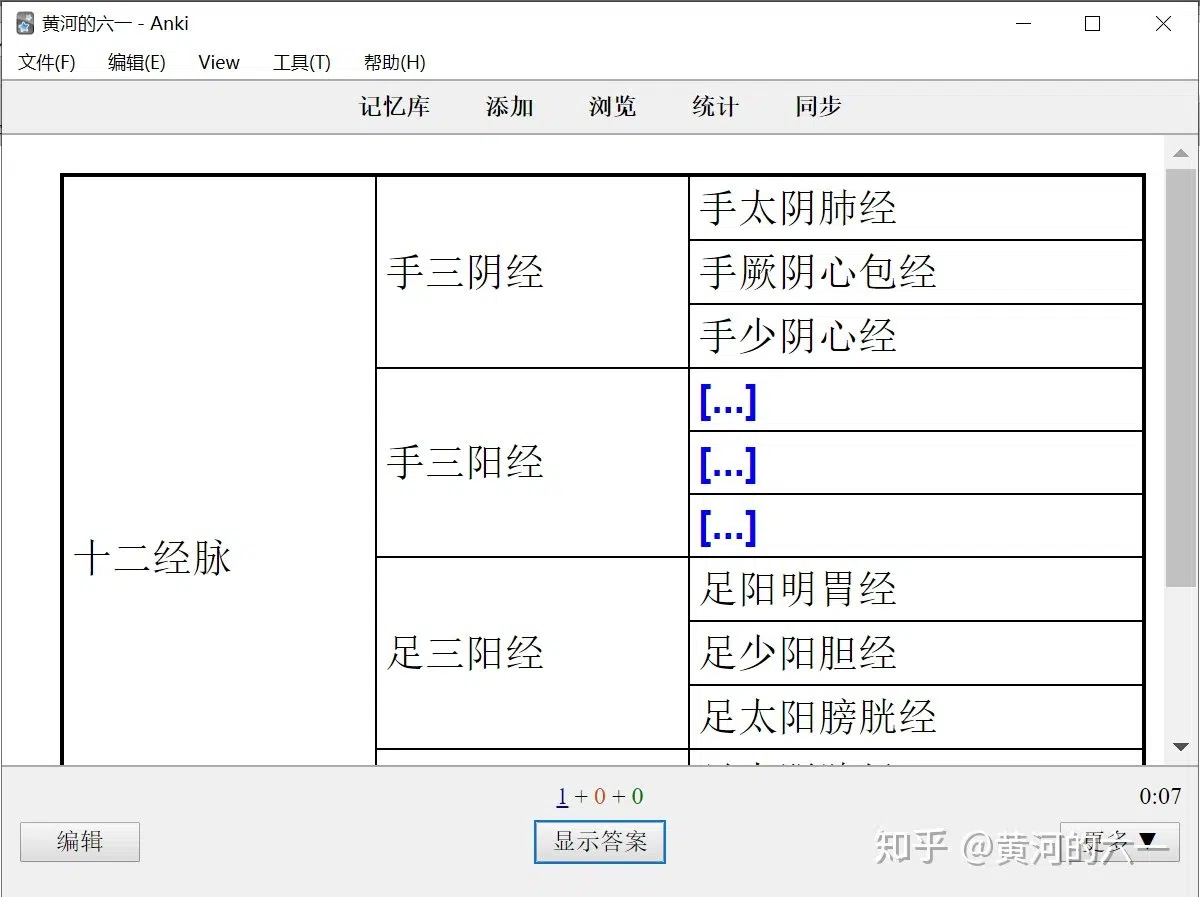 黄河的六一 - Anki
文件(F) 编辑(E) View 工具(T) 帮助(H)
记忆库 添加 浏览 统计 同步
手太阴肺经
手三阴经
手厥阴心包经
手少阴心经
[...]
手三阳经
[...]
[...]
十二经脉
足阳明胃经
足三阳经
足少阳胆经
足太阳膀胱经
1 + 0 + 0
0:07
编辑
显示答案
更多 ▼
知乎 @黄河的六一